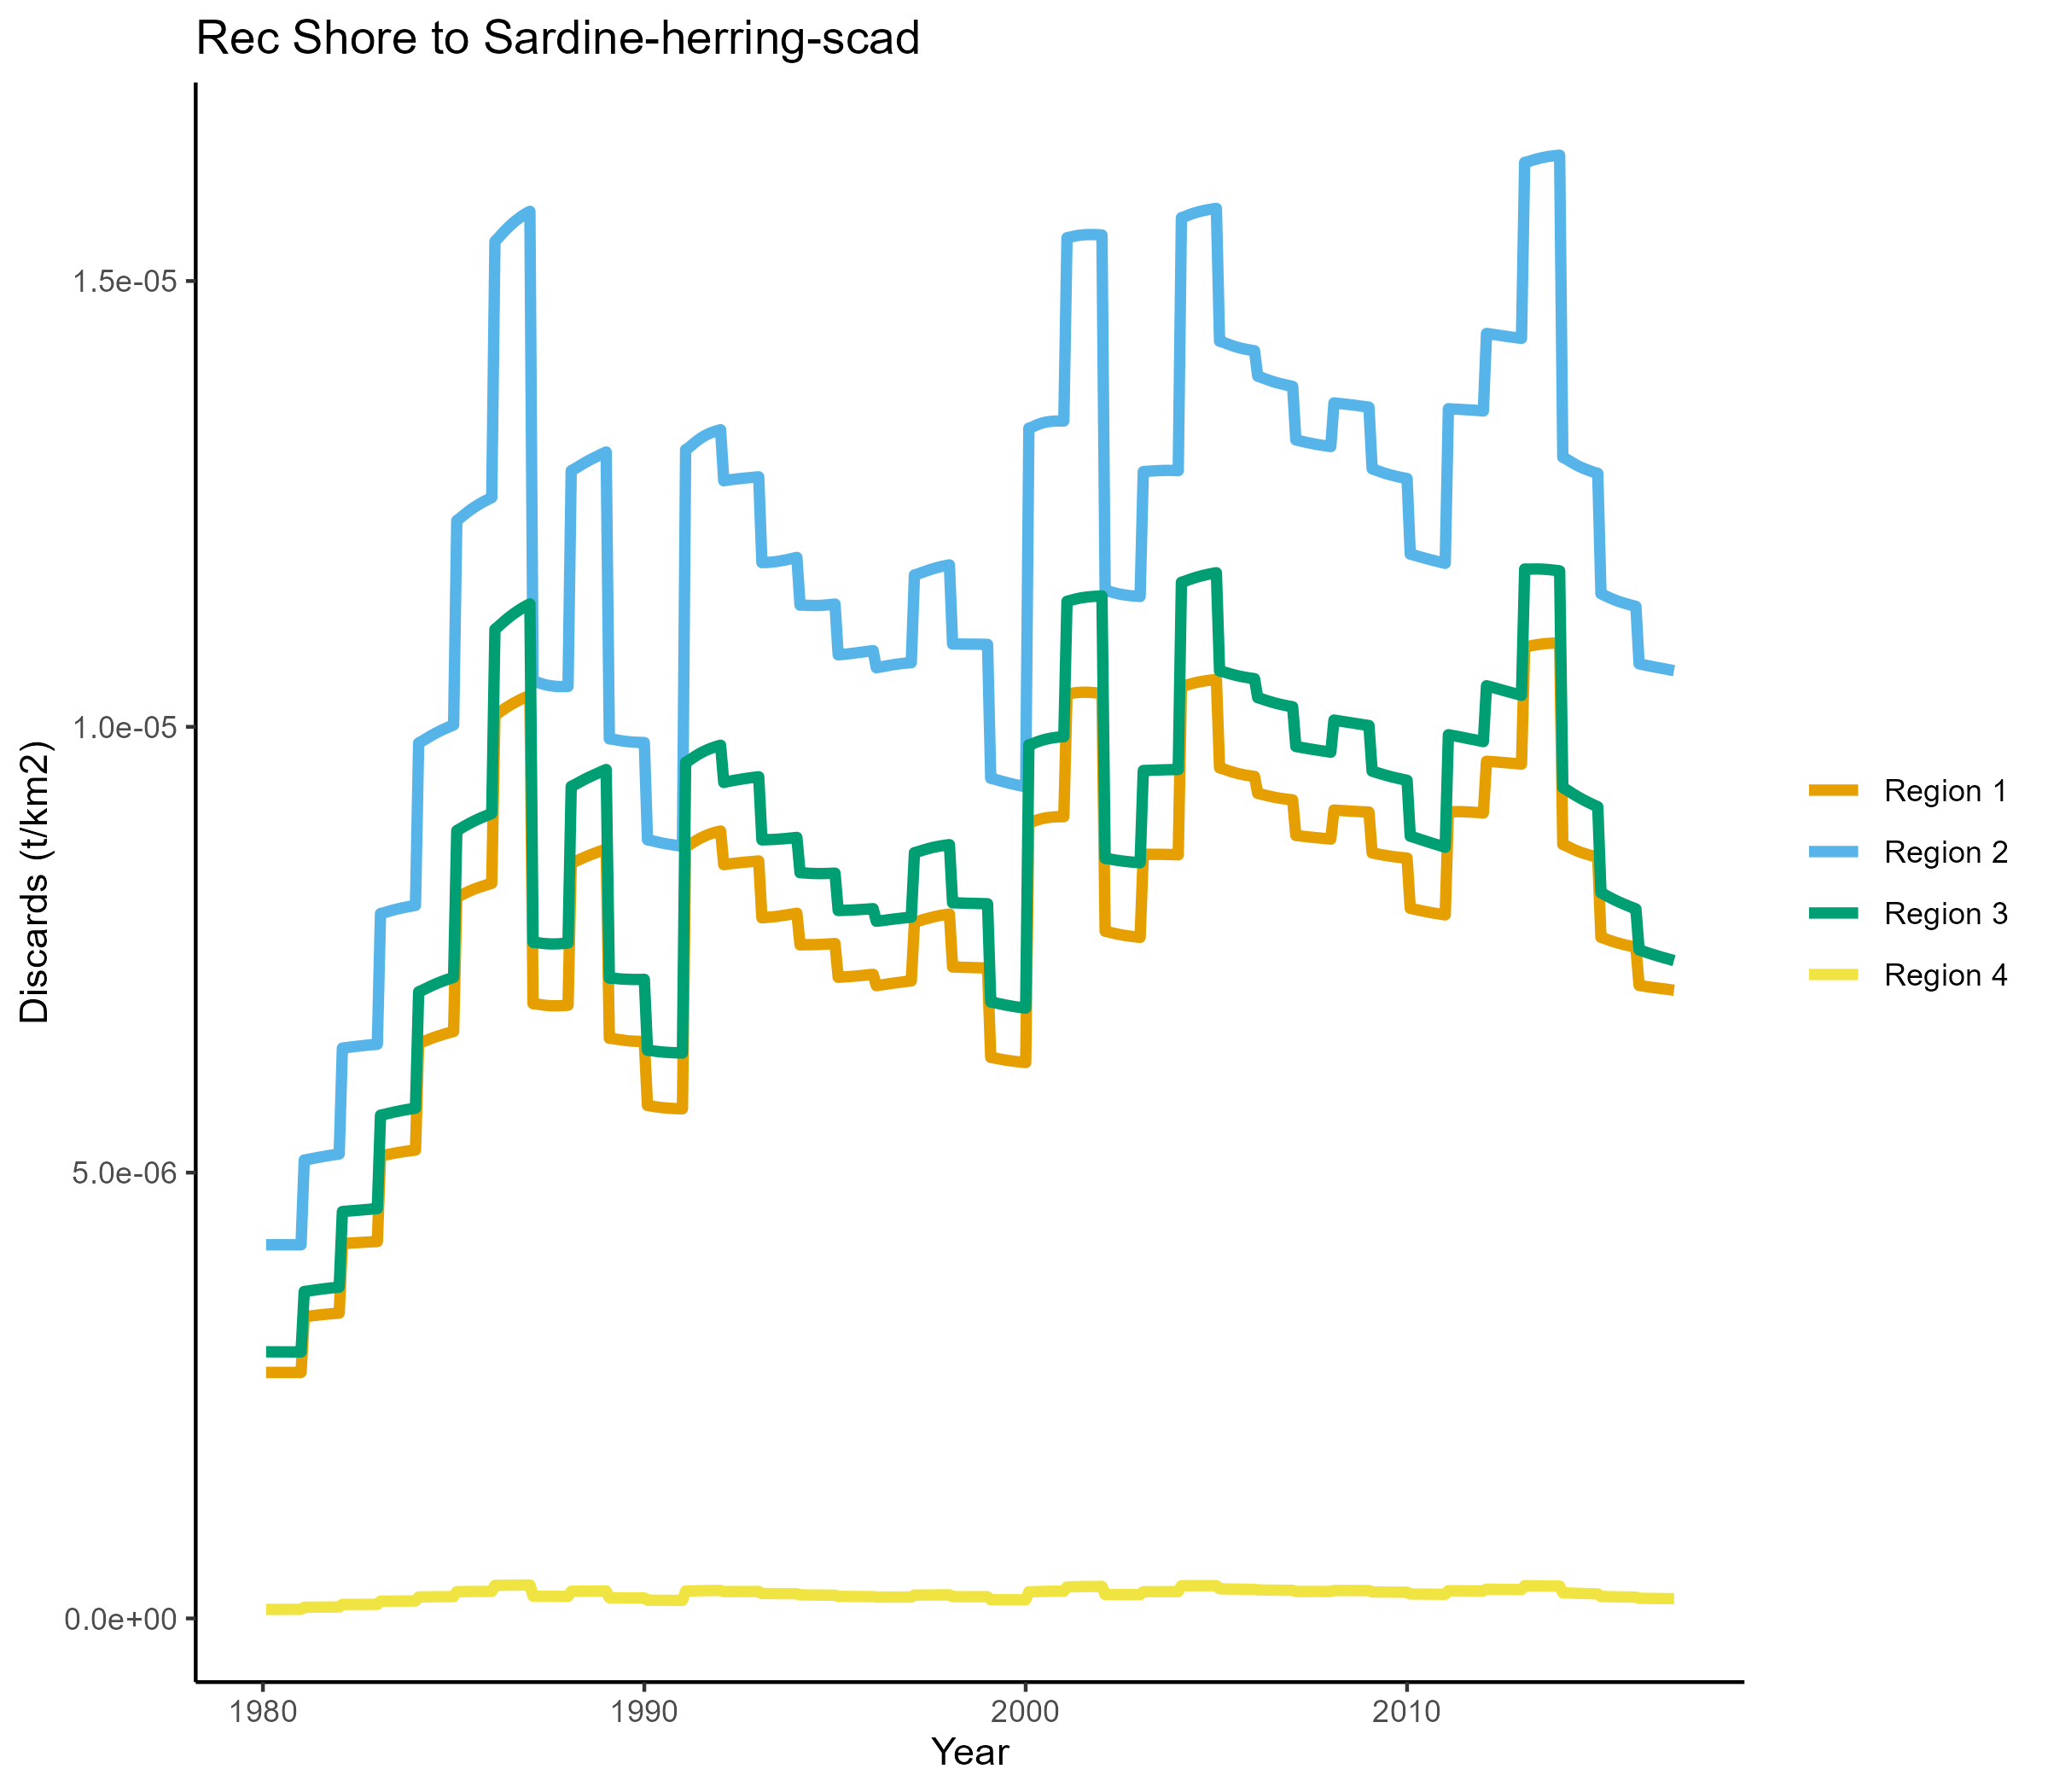 Rec Shore to Sardine-herring-scad
Discards (t/km2)
1.5e-05
1.0e-05
5.0e-06
0.0e+00
1980
1990
2000
2010
Year
Region 1
Region 2
Region 3
Region 4